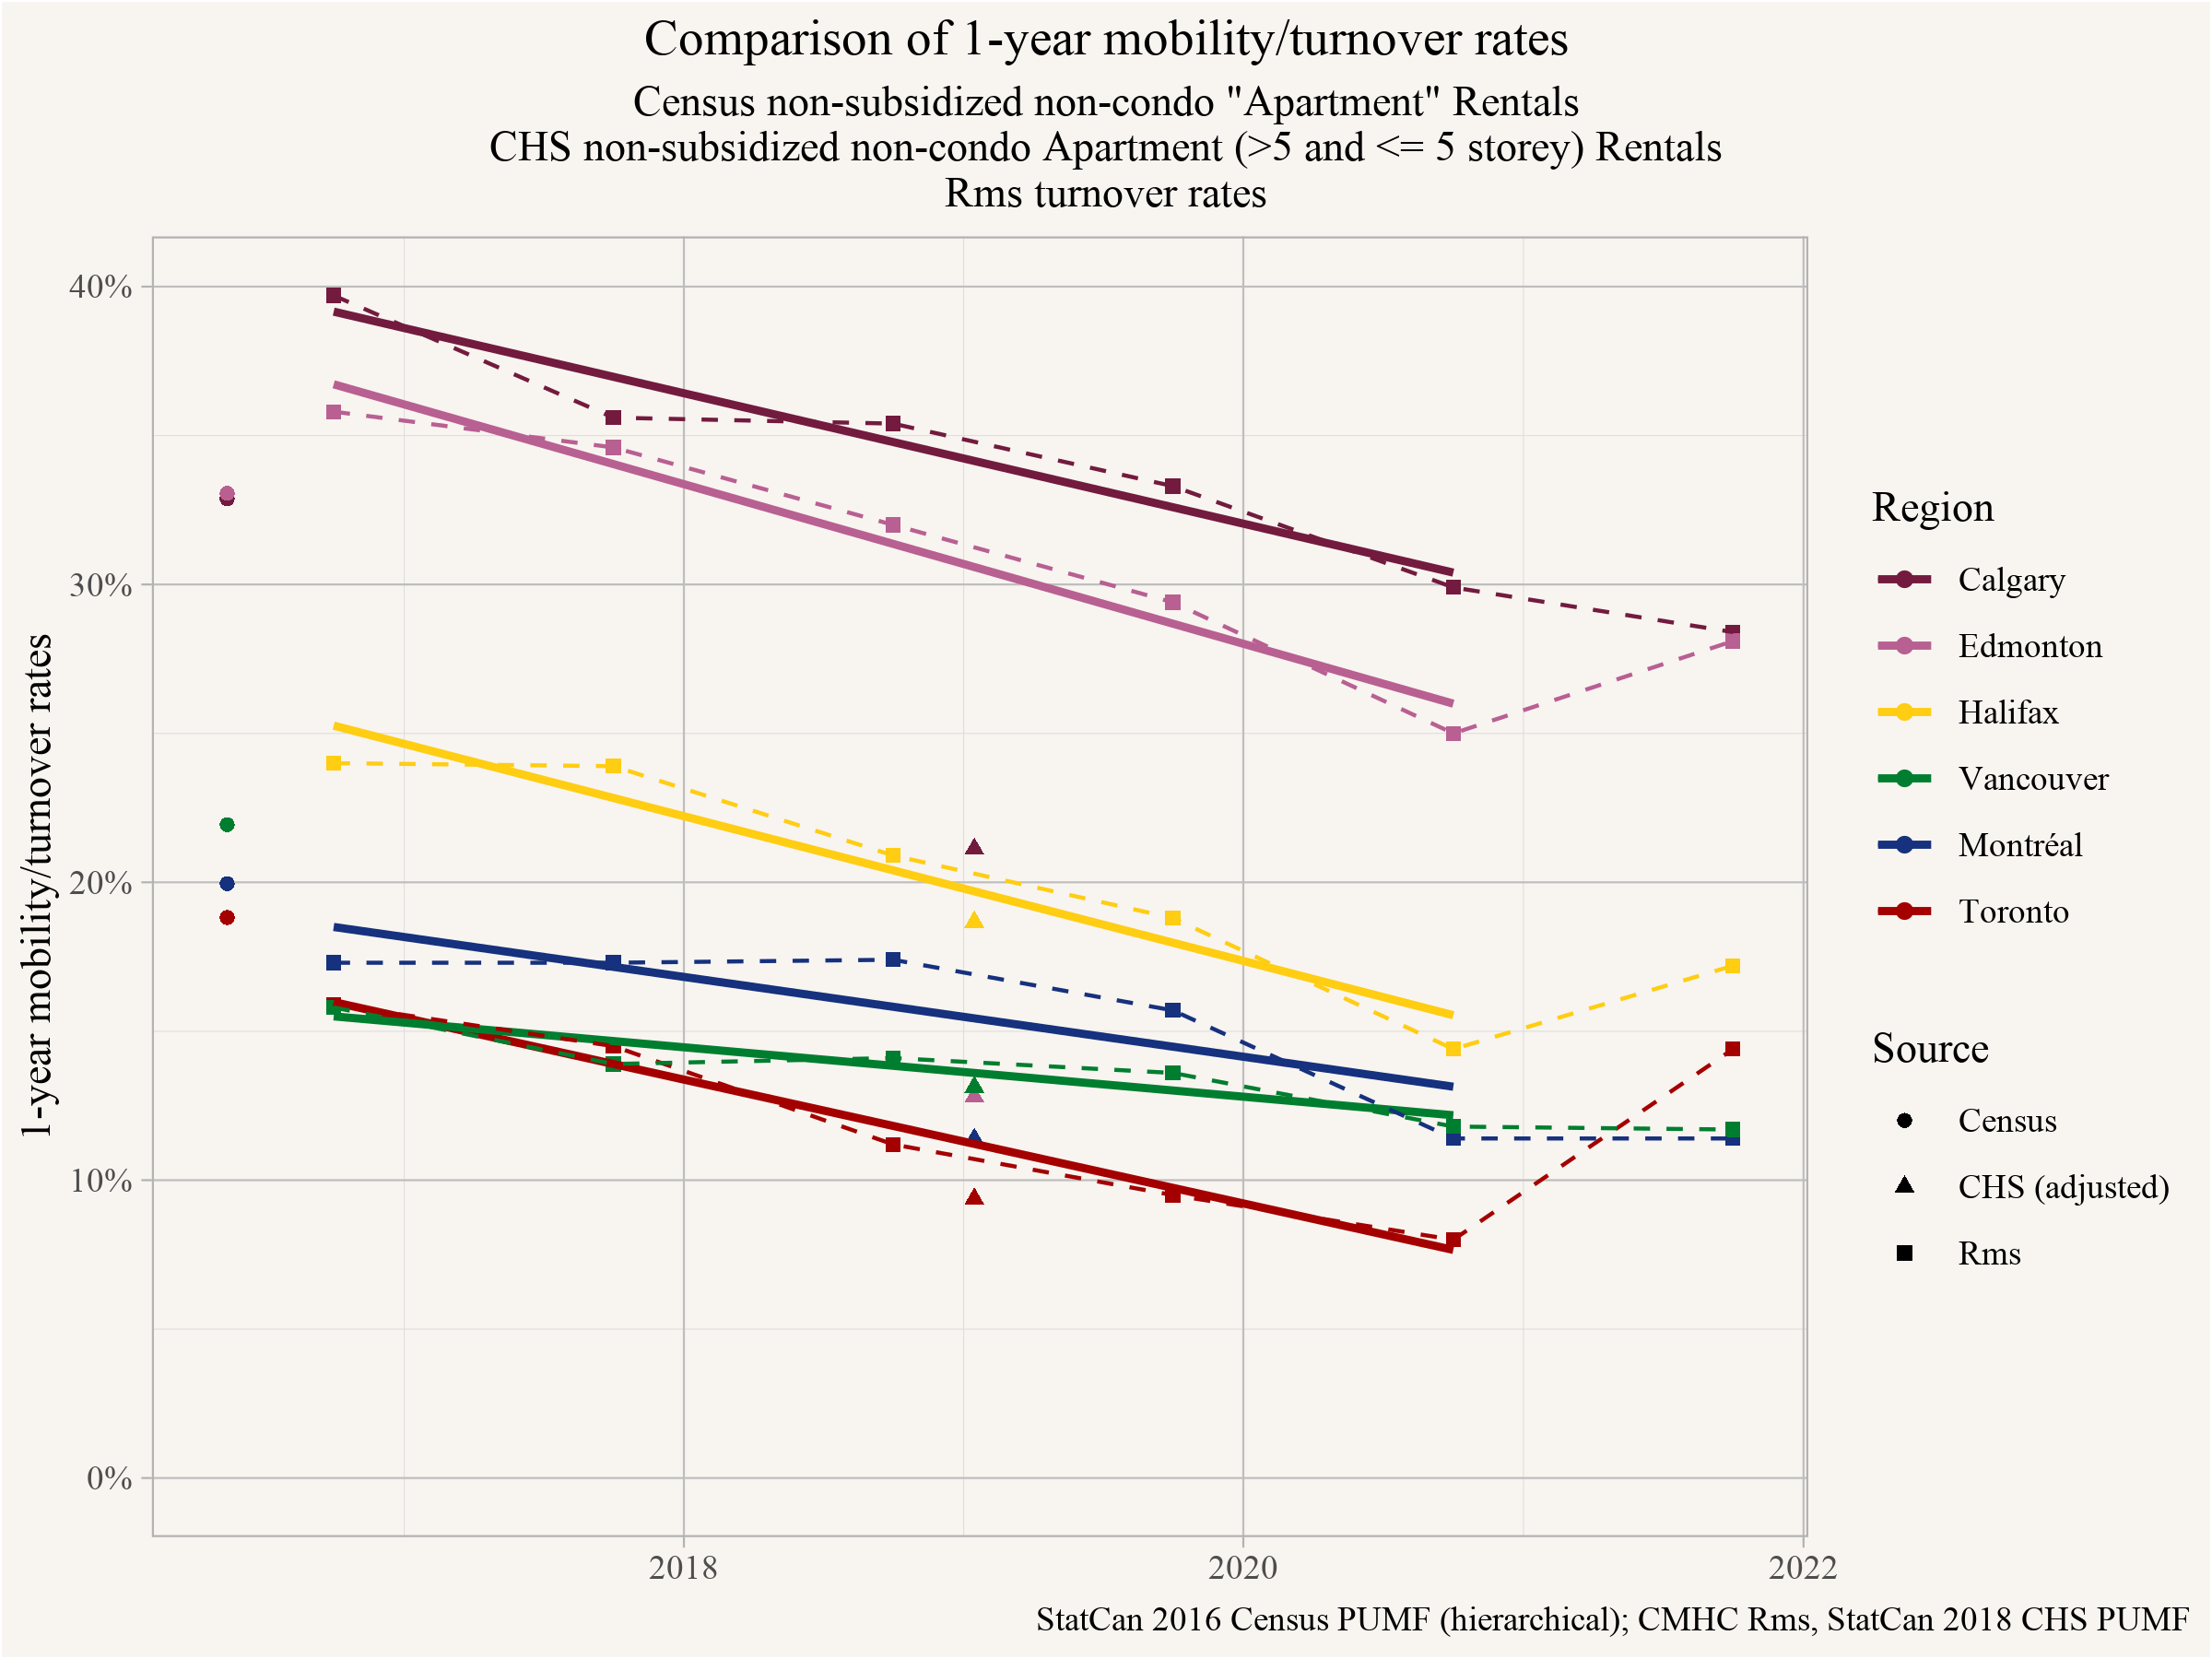 Comparison of 1-year mobility/turnover rates
Census non-subsidized non-condo "Apartment" Rentals
CHS non-subsidized non-condo Apartment (>5 and <= 5 storey) Rentals
Rms turnover rates
1-year mobility/turnover rates
40%
30%
20%
10%
0%
2018
2020
2022
Region
Calgary
Edmonton
Halifax
Vancouver
Montréal
Toronto
Source
Census
CHS (adjusted)
Rms
StatCan 2016 Census PUMF (hierarchical); CMHC Rms, StatCan 2018 CHS PUMF